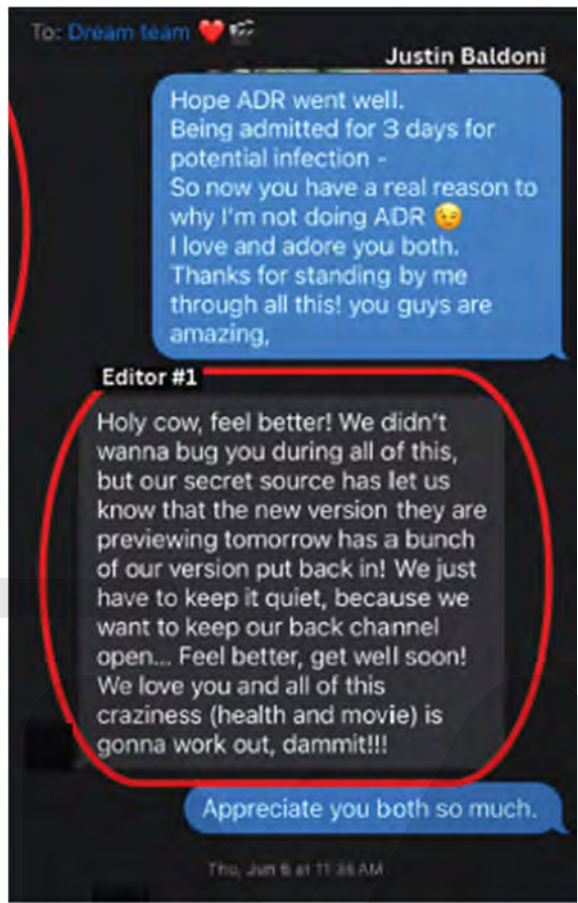 To: Dream team ❤️🎬
Justin Baldoni
Hope ADR went well.
Being admitted for 3 days for
potential infection -
So now you have a real reason to
why I'm not doing ADR 😉
I love and adore you both.
Thanks for standing by me
through all this! you guys are
amazing,
Editor #1
Holy cow, feel better! We didn't
wanna bug you during all of this,
but our secret source has let us
know that the new version they are
previewing tomorrow has a bunch
of our version put back in! We just
have to keep it quiet, because we
want to keep our back channel
open... Feel better, get well soon!
We love you and all of this
craziness (health and movie) is
gonna work out, dammit!!!
Appreciate you both so much.
Thu, Jun 6 at AM